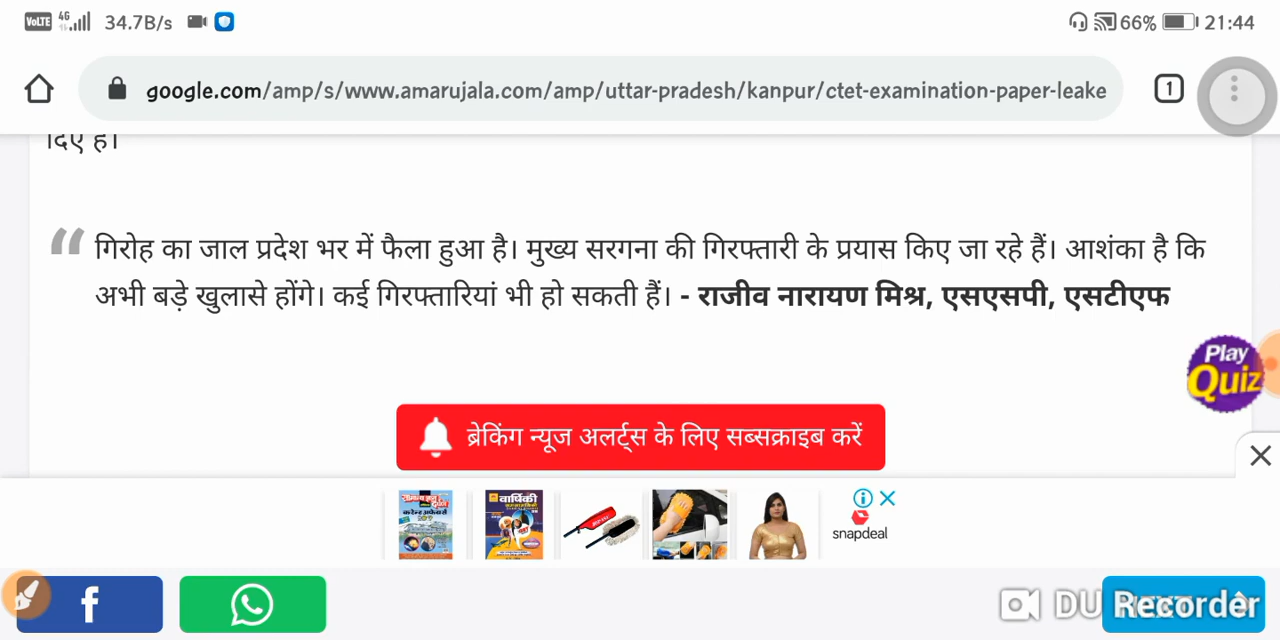 VoLTE 4G 34.7B/s 66% 21:44
google.com/amp/s/www.amarujala.com/amp/uttar-pradesh/kanpur/ctet-examination-paper-leake 1
दिए हैं।
गिरोह का जाल प्रदेश भर में फैला हुआ है। मुख्य सरगना की गिरफ्तारी के प्रयास किए जा रहे हैं। आशंका है कि
अभी बड़े खुलासे होंगे। कई गिरफ्तारियां भी हो सकती हैं। - राजीव नारायण मिश्र, एसएसपी, एसटीएफ
Play
Quiz
ब्रेकिंग न्यूज अलर्ट्स के लिए सब्सक्राइब करें
वार्षिकी
snapdeal
f
DU Recorder